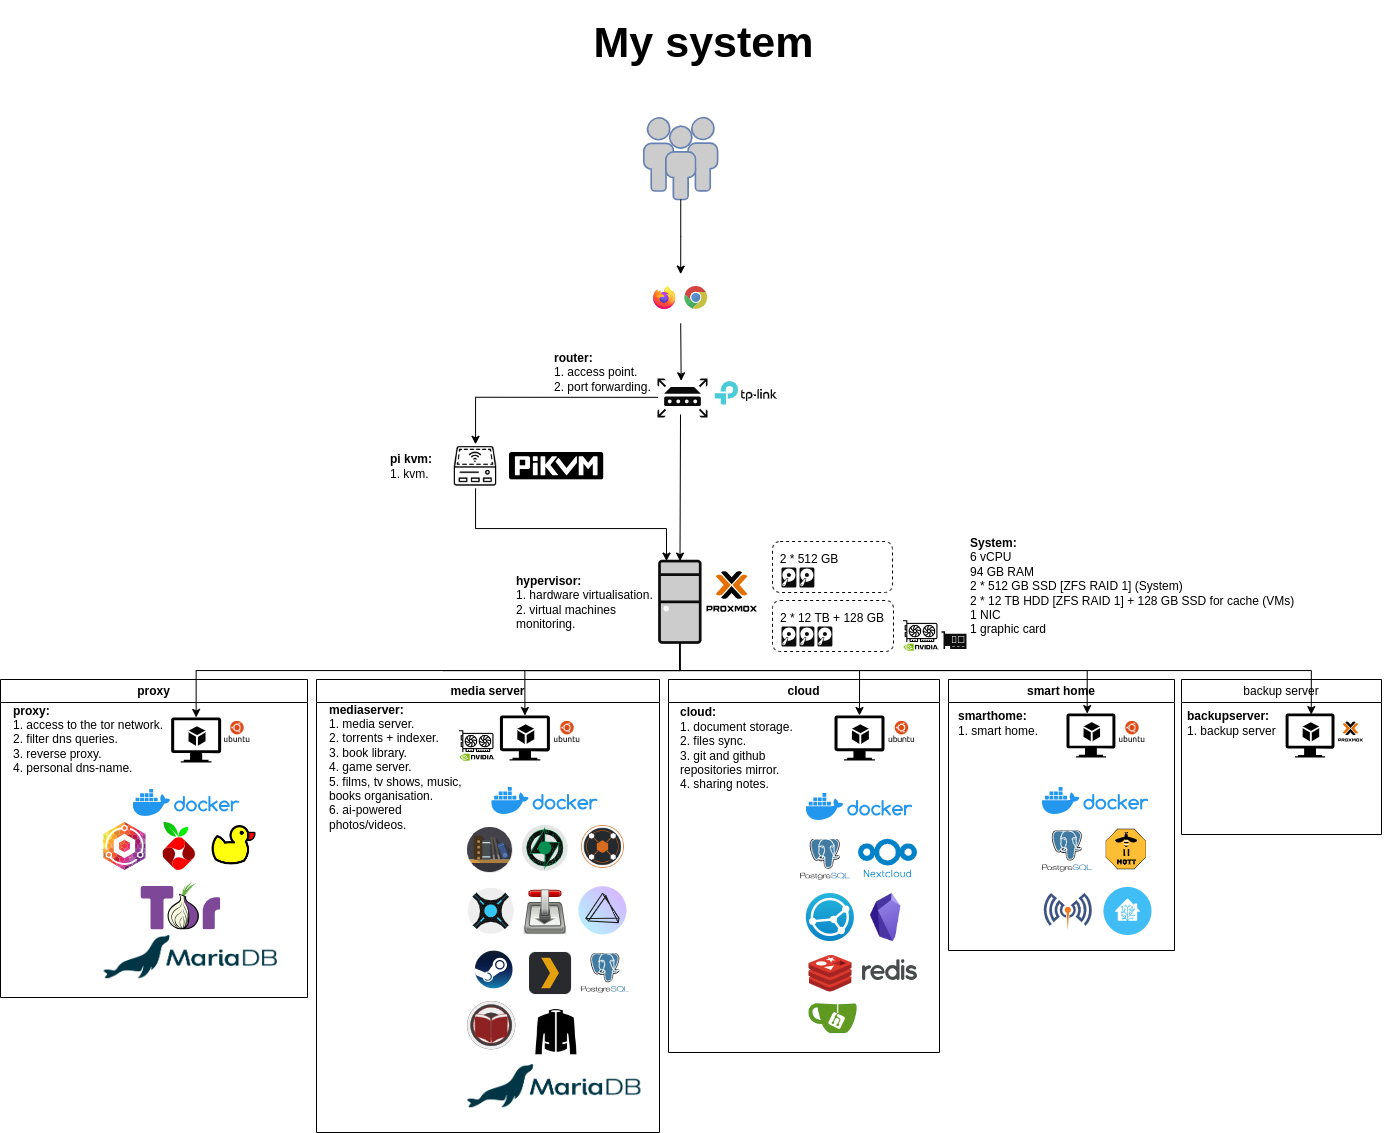 My system
router:
1. access point.
2. port forwarding.
tp-link
pi kvm:
1. kvm.
PiKVM
hypervisor:
1. hardware virtualisation.
2. virtual machines
monitoring.
PROXMOX
2 * 512 GB
2 * 12 TB + 128 GB
NVIDIA
System:
6 vCPU
94 GB RAM
2 * 512 GB SSD [ZFS RAID 1] (System)
2 * 12 TB HDD [ZFS RAID 1] + 128 GB SSD for cache (VMs)
1 NIC
1 graphic card
proxy
proxy:
1. access to the tor network.
2. filter dns queries.
3. reverse proxy.
4. personal dns-name.
ubuntu
docker
Tor
MariaDB
media server
mediaserver:
1. media server.
2. torrents + indexer.
3. book library.
4. game server.
5. films, tv shows, music,
books organisation.
6. ai-powered
photos/videos.
NVIDIA
ubuntu
docker
PostgreSQL
MariaDB
cloud
cloud:
1. document storage.
2. files sync.
3. git and github
repositories mirror.
4. sharing notes.
ubuntu
docker
PostgreSQL
Nextcloud
redis
smart home
smarthome:
1. smart home.
ubuntu
docker
PostgreSQL
MQTT
backup server
backupserver:
1. backup server
PROXMOX